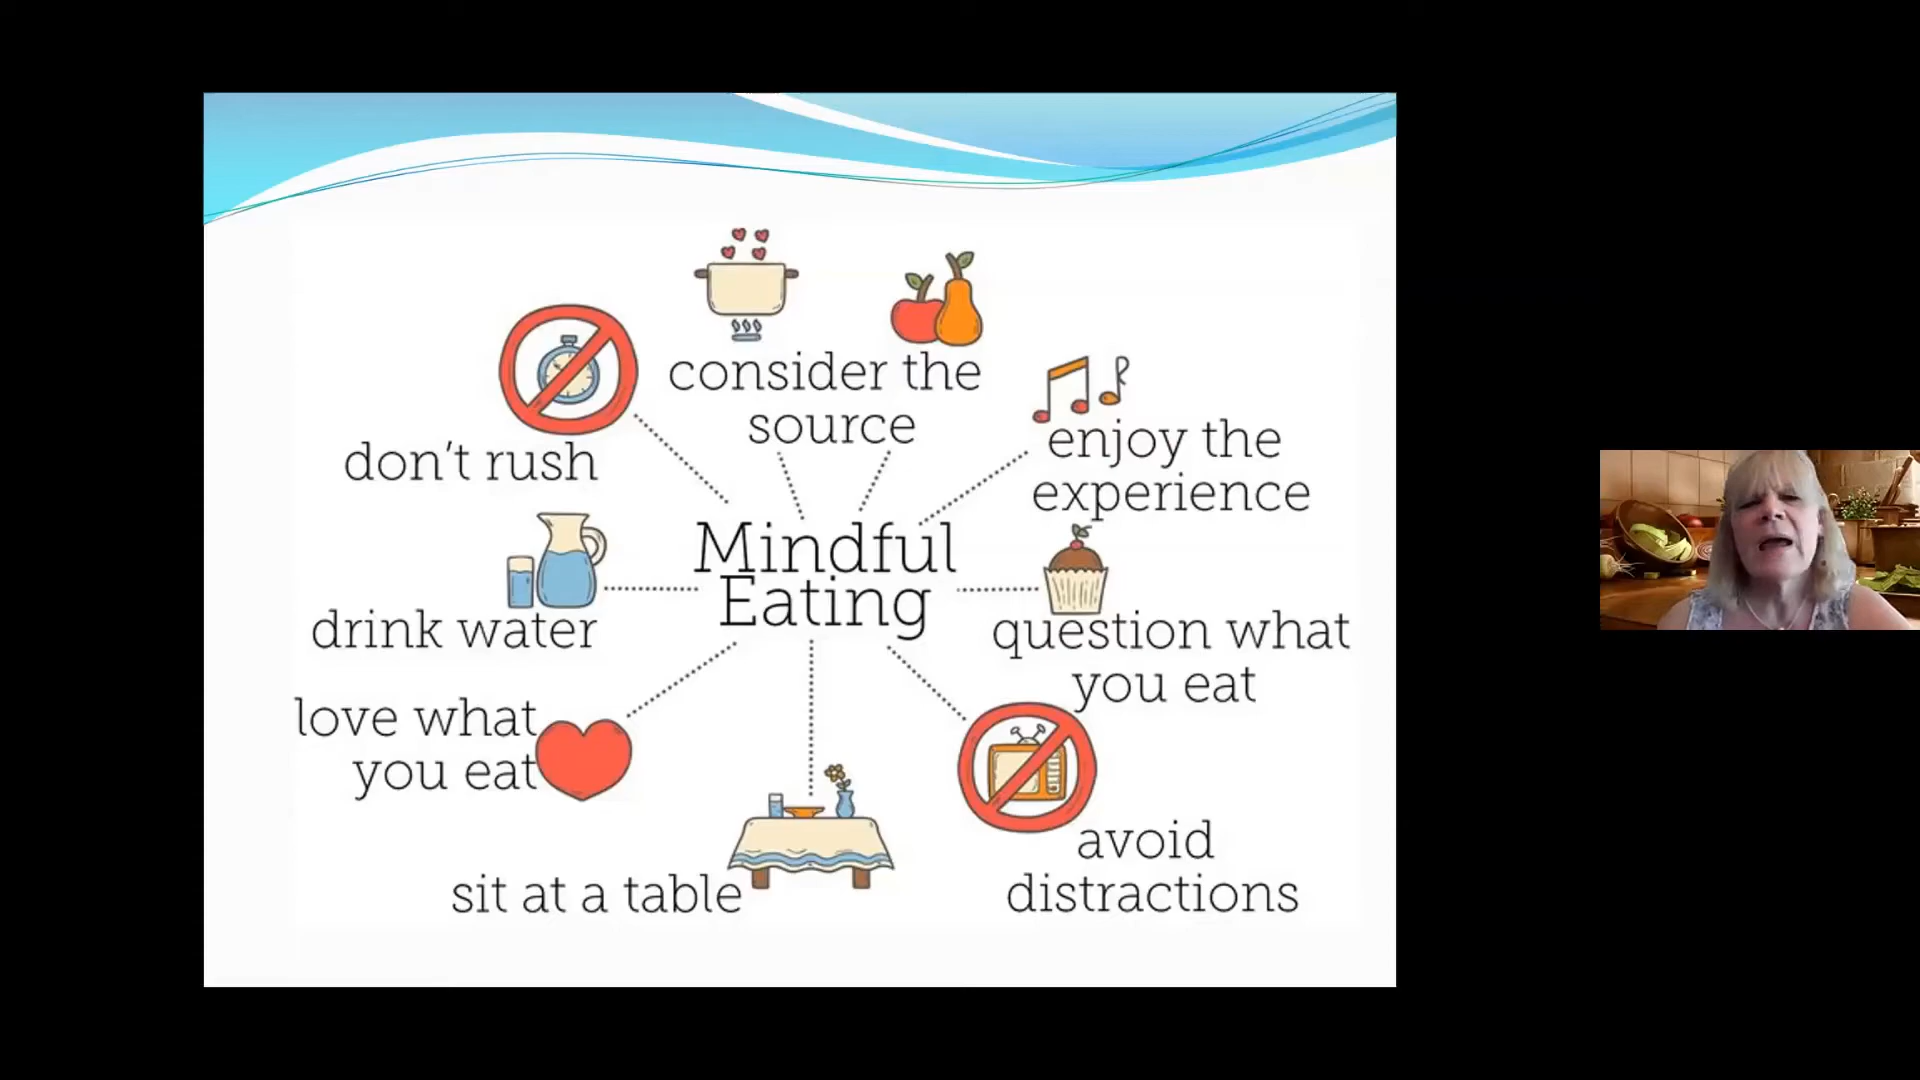 consider the
source
don't rush
enjoy the
experience
Mindful
Eating
drink water
question what
you eat
love what
you eat
avoid
distractions
sit at a table